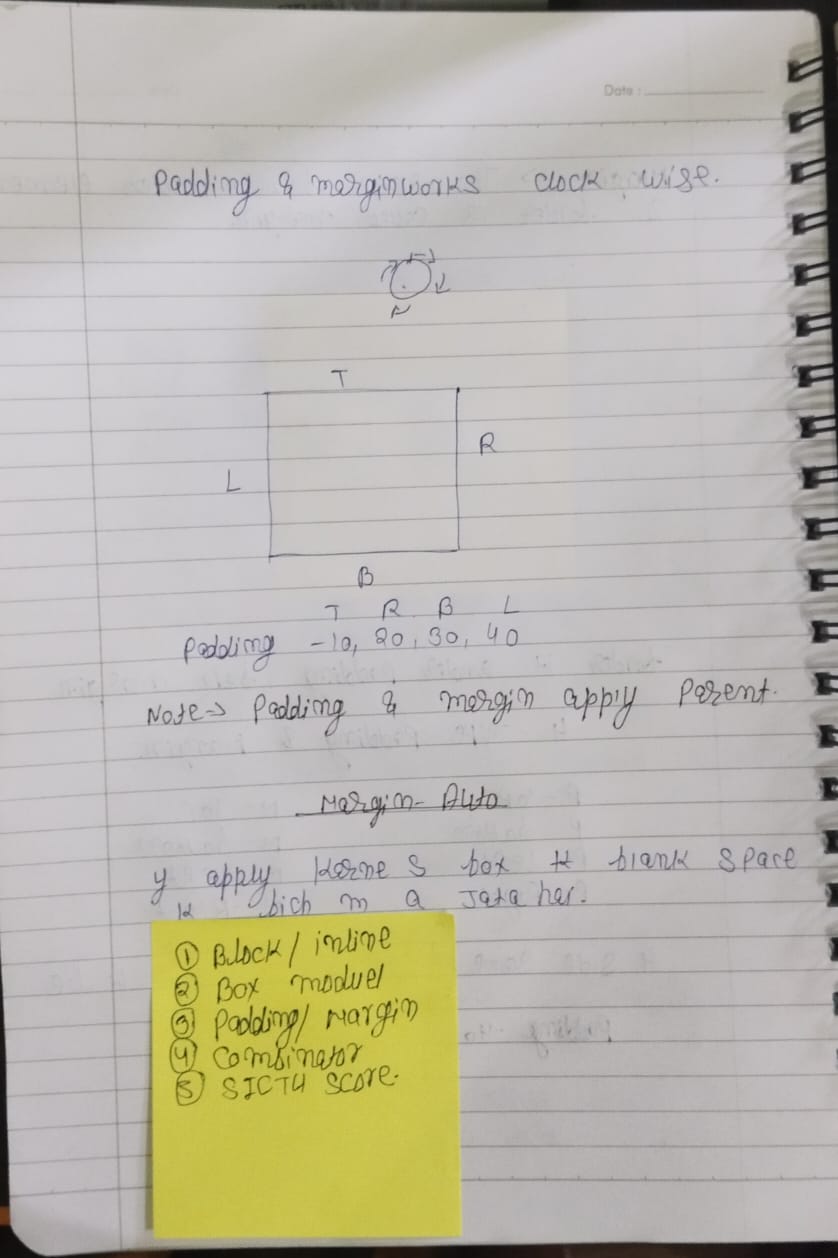 Date:
Padding & margin works clock wise.
T
R
L
B
T R B L
Padding - 10, 20, 30, 40
Note → Padding & margin apply Parent.
Margin - Auto
y apply karne s box k blank space
k bich m a jata hai.
① Block / inline
② Box moduel
③ Padding / Margin
④ Combinator
⑤ SICTY Score.